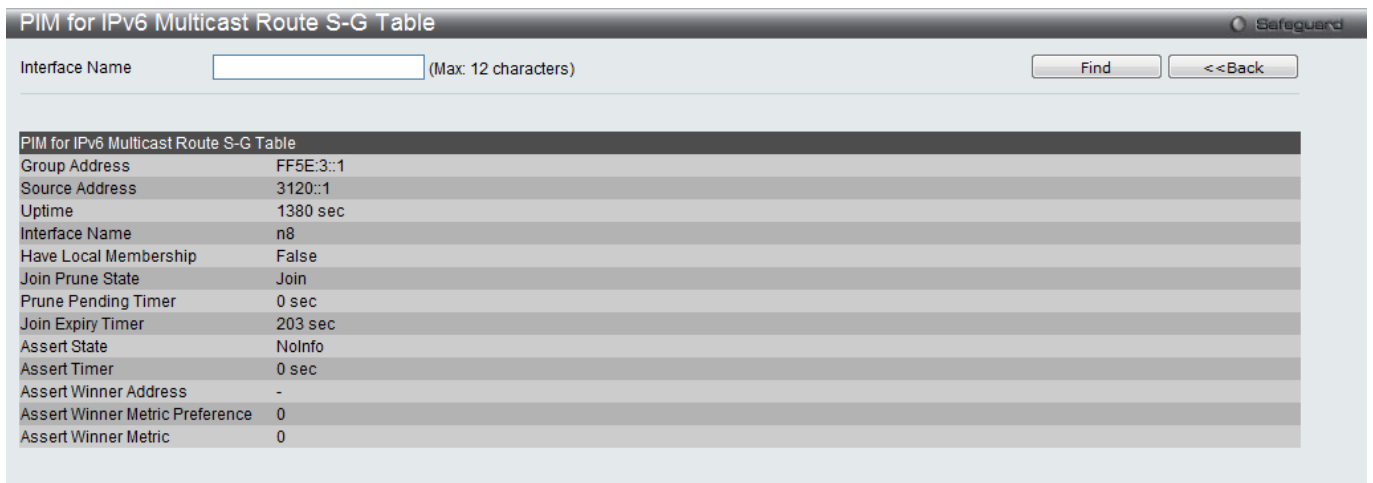 PIM for IPv6 Multicast Route S-G Table Safeguard
Interface Name (Max: 12 characters) Find <<Back
PIM for IPv6 Multicast Route S-G Table
Group Address FF5E:3::1
Source Address 3120::1
Uptime 1380 sec
Interface Name n8
Have Local Membership False
Join Prune State Join
Prune Pending Timer 0 sec
Join Expiry Timer 203 sec
Assert State NoInfo
Assert Timer 0 sec
Assert Winner Address -
Assert Winner Metric Preference 0
Assert Winner Metric 0